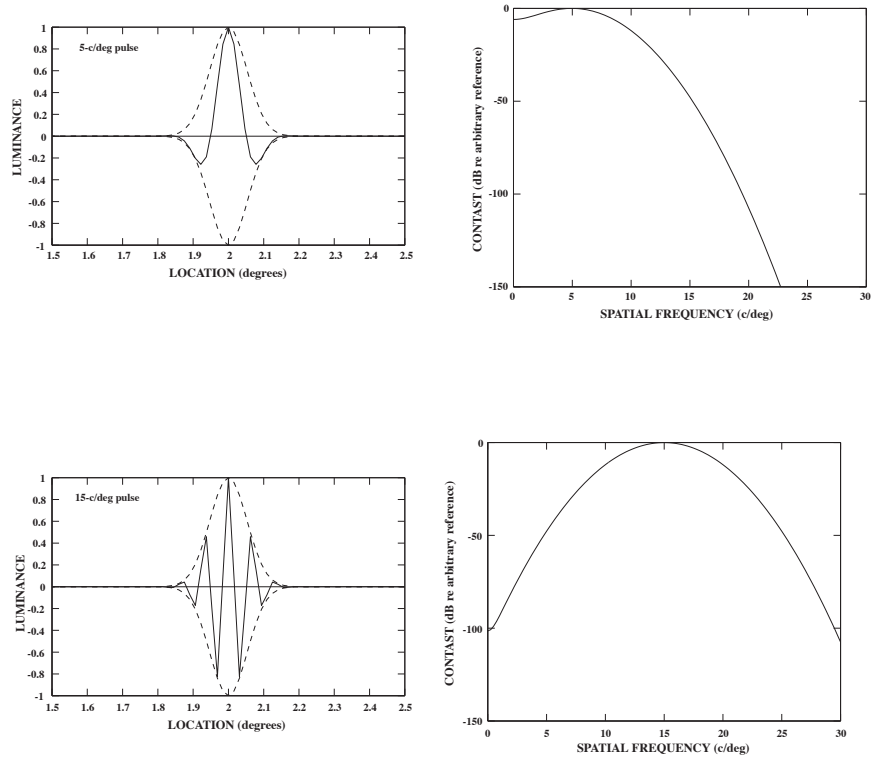 5-c/deg pulse
1
0.8
0.6
0.4
0.2
0
-0.2
-0.4
-0.6
-0.8
-1
LUMINANCE
1.5 1.6 1.7 1.8 1.9 2 2.1 2.2 2.3 2.4 2.5
LOCATION (degrees)
0
-50
-100
-150
CONTAST (dB re arbitrary reference)
0 5 10 15 20 25 30
SPATIAL FREQUENCY (c/deg)
15-c/deg pulse
1
0.8
0.6
0.4
0.2
0
-0.2
-0.4
-0.6
-0.8
-1
LUMINANCE
1.5 1.6 1.7 1.8 1.9 2 2.1 2.2 2.3 2.4 2.5
LOCATION (degrees)
0
-50
-100
-150
CONTAST (dB re arbitrary reference)
0 5 10 15 20 25 30
SPATIAL FREQUENCY (c/deg)